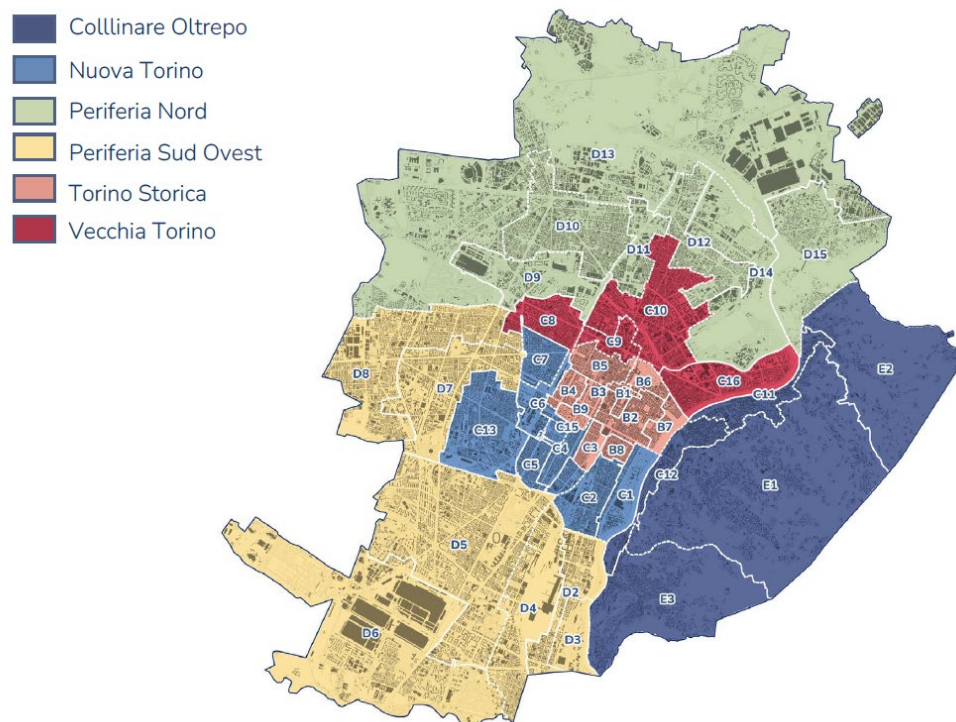 Colllinare Oltrepo
Nuova Torino
Periferia Nord
Periferia Sud Ovest
Torino Storica
Vecchia Torino
D13
D10
D11
D12
D15
D14
D9
C8
C10
C9
C7
B5
B6
C16
C11
E2
D8
D7
B4
B3
B1
C6
B9
B2
B7
C13
C15
C3
B8
C4
C5
C12
C2
C1
E1
D5
0
D2
E3
D4
D6
D3